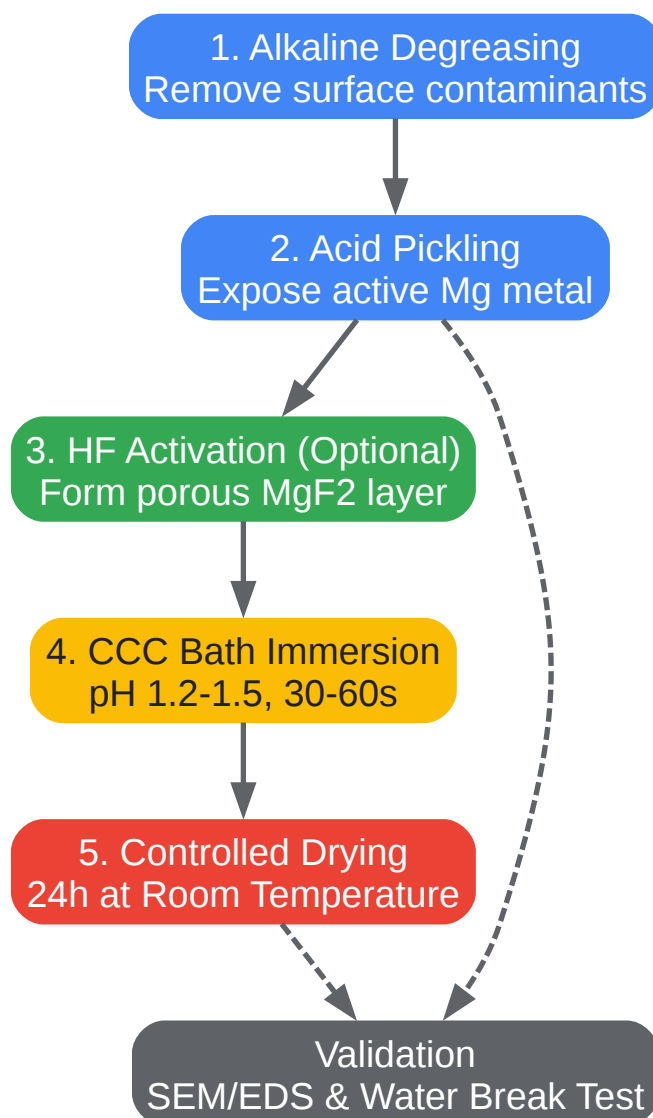 1. Alkaline Degreasing
Remove surface contaminants
2. Acid Pickling
Expose active Mg metal
3. HF Activation (Optional)
Form porous MgF2 layer
4. CCC Bath Immersion
pH 1.2-1.5, 30-60s
5. Controlled Drying
24h at Room Temperature
Validation
SEM/EDS & Water Break Test